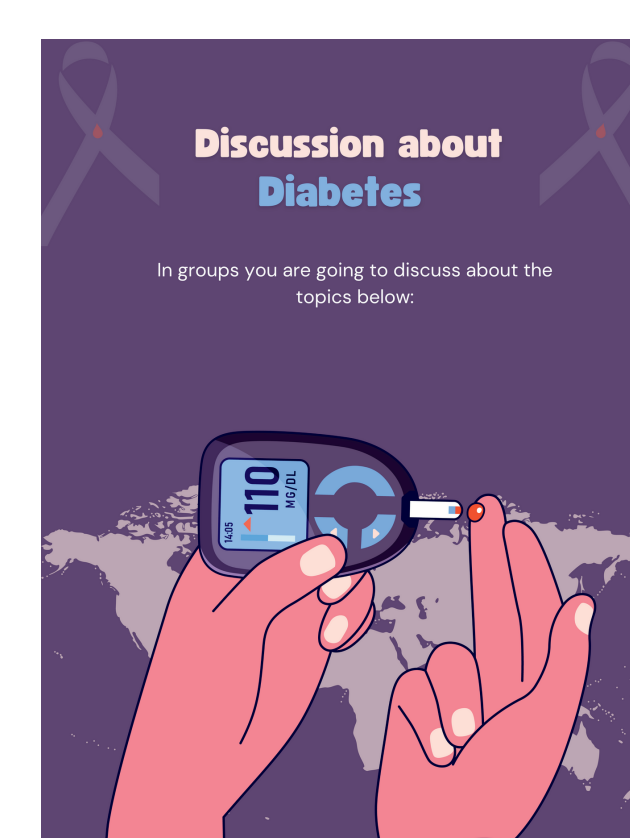 Discussion about
Diabetes
In groups you are going to discuss about the
topics below:
110
MG/DL
14:05